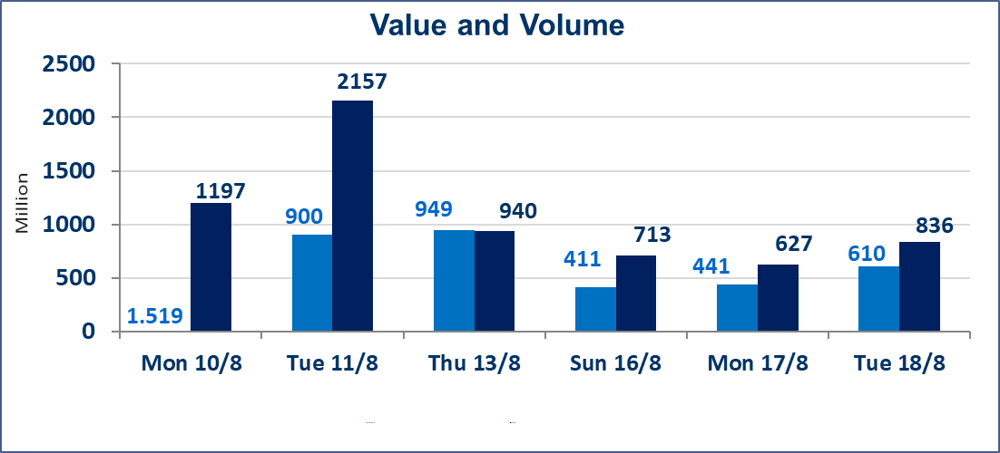 Value and Volume
Million
2500
2000
1500
1000
500
0
1.519
1197
900
2157
949
940
411
713
441
627
610
836
Mon 10/8
Tue 11/8
Thu 13/8
Sun 16/8
Mon 17/8
Tue 18/8